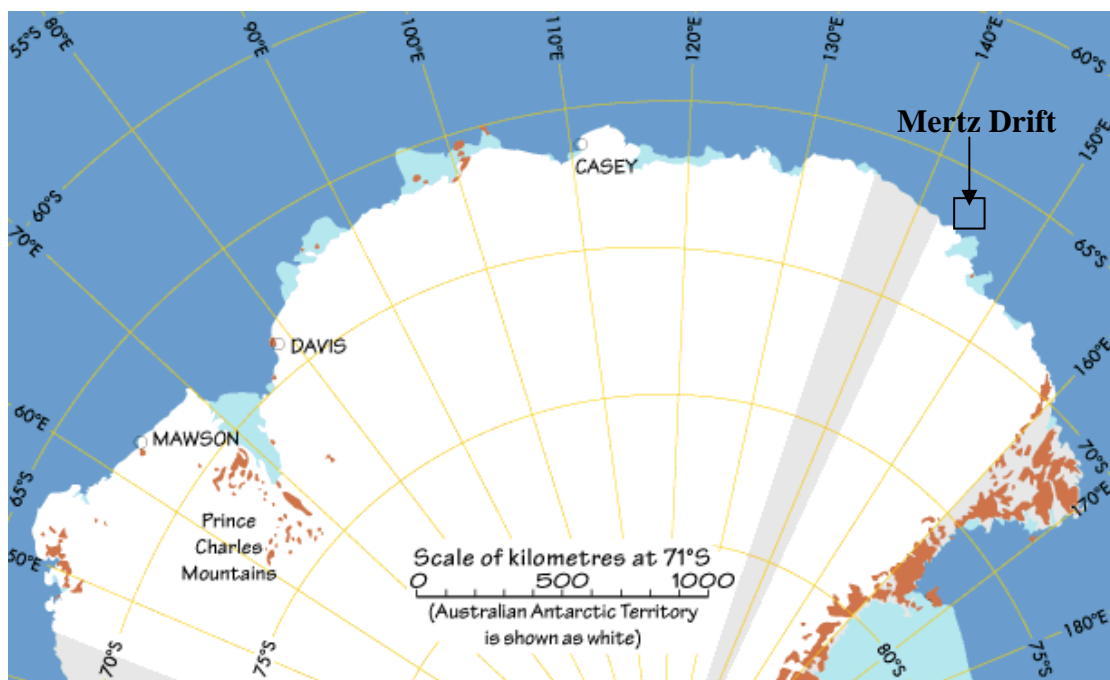 55°S
80°E
90°E
100°E
110°E
120°E
130°E
140°E
60°S
Mertz Drift
150°E
CASEY
60°S
70°E
65°S
DAVIS
160°E
60°E
MAWSON
70°S
65°S
170°E
Prince
Charles
Mountains
50°E
Scale of kilometres at 71°S
0 500 1000
(Australian Antarctic Territory
is shown as white)
180°E
70°S
75°S
80°S
75°S